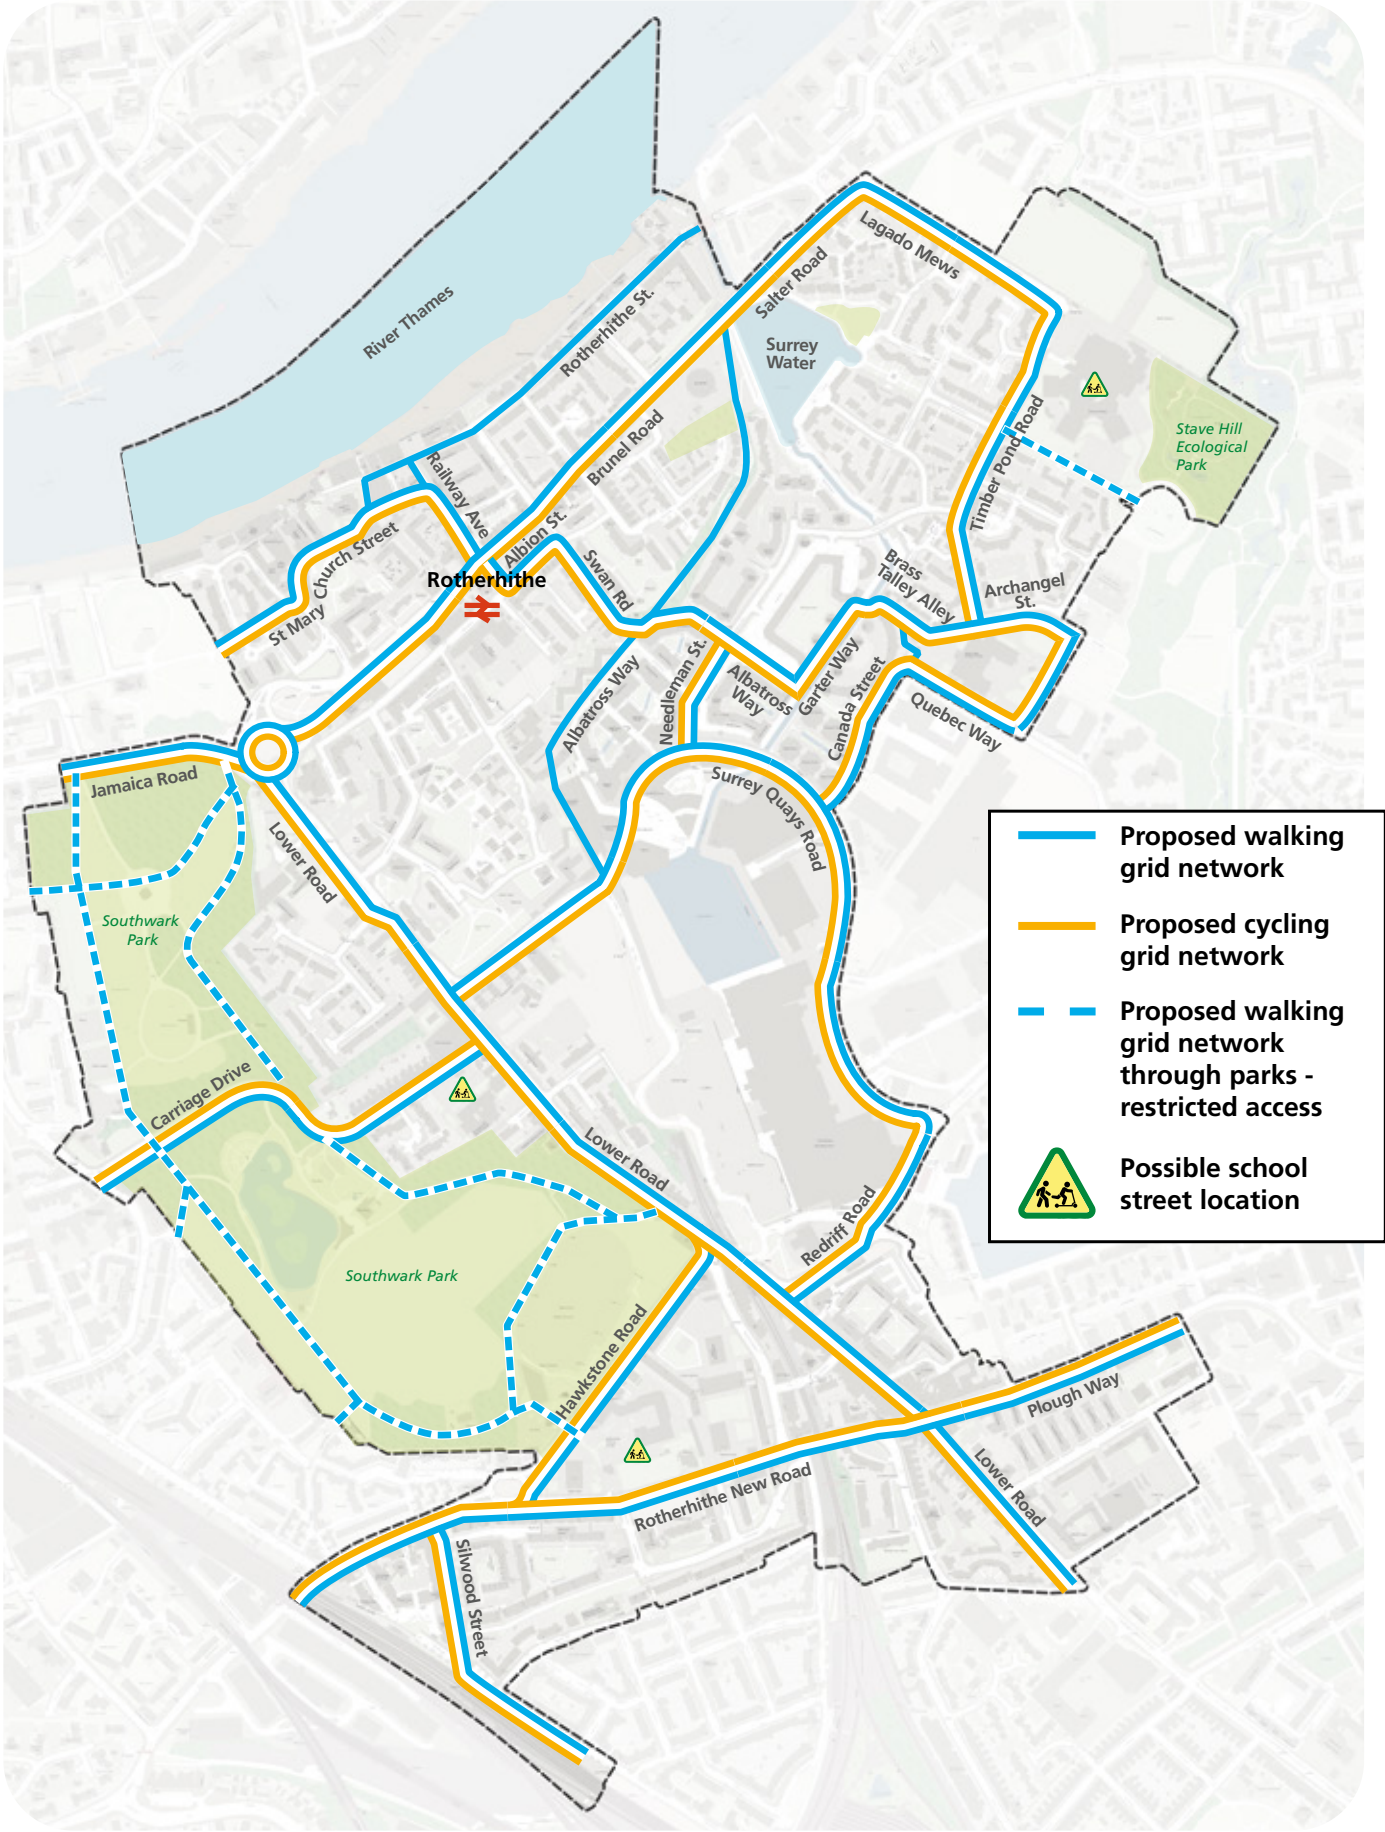 River Thames
Rotherhithe St.
Salter Road
Lagado Mews
Surrey
Water
Brunel Road
Railway Ave
Timber Pond Road
Stave Hill
Ecological
Park
Church Street
St Mary
Albion St.
Rotherhithe
Swan Rd
Brass
Talley Alley
Archangel
St.
Albatross Way
Needleman St.
Albatross
Way
Garter Way
Canada Street
Quebec Way
Jamaica Road
Surrey Quays Road
Lower Road
Southwark
Park
Carriage Drive
Lower Road
Redriff Road
Southwark Park
Hawkstone Road
Plough Way
Rotherhithe New Road
Lower Road
Silwood Street
Proposed walking
grid network
Proposed cycling
grid network
Proposed walking
grid network
through parks -
restricted access
Possible school
street location